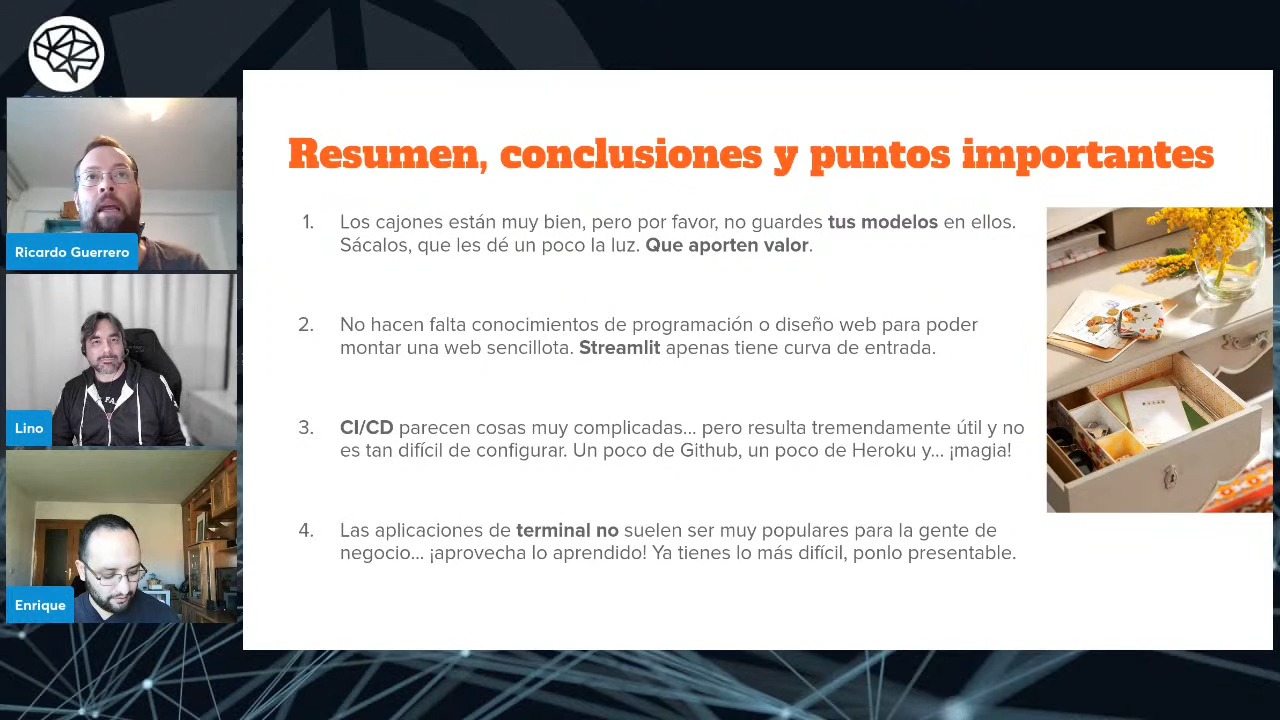 Resumen, conclusiones y puntos importantes
1. Los cajones están muy bien, pero por favor, no guardes tus modelos en ellos.
Sácalos, que les dé un poco la luz. Que aporten valor.
2. No hacen falta conocimientos de programación o diseño web para poder
montar una web sencillota. Streamlit apenas tiene curva de entrada.
3. CI/CD parecen cosas muy complicadas... pero resulta tremendamente útil y no
es tan difícil de configurar. Un poco de Github, un poco de Heroku y... ¡magia!
4. Las aplicaciones de terminal no suelen ser muy populares para la gente de
negocio... ¡aprovecha lo aprendido! Ya tienes lo más difícil, ponlo presentable.
Ricardo Guerrero
Lino
Enrique